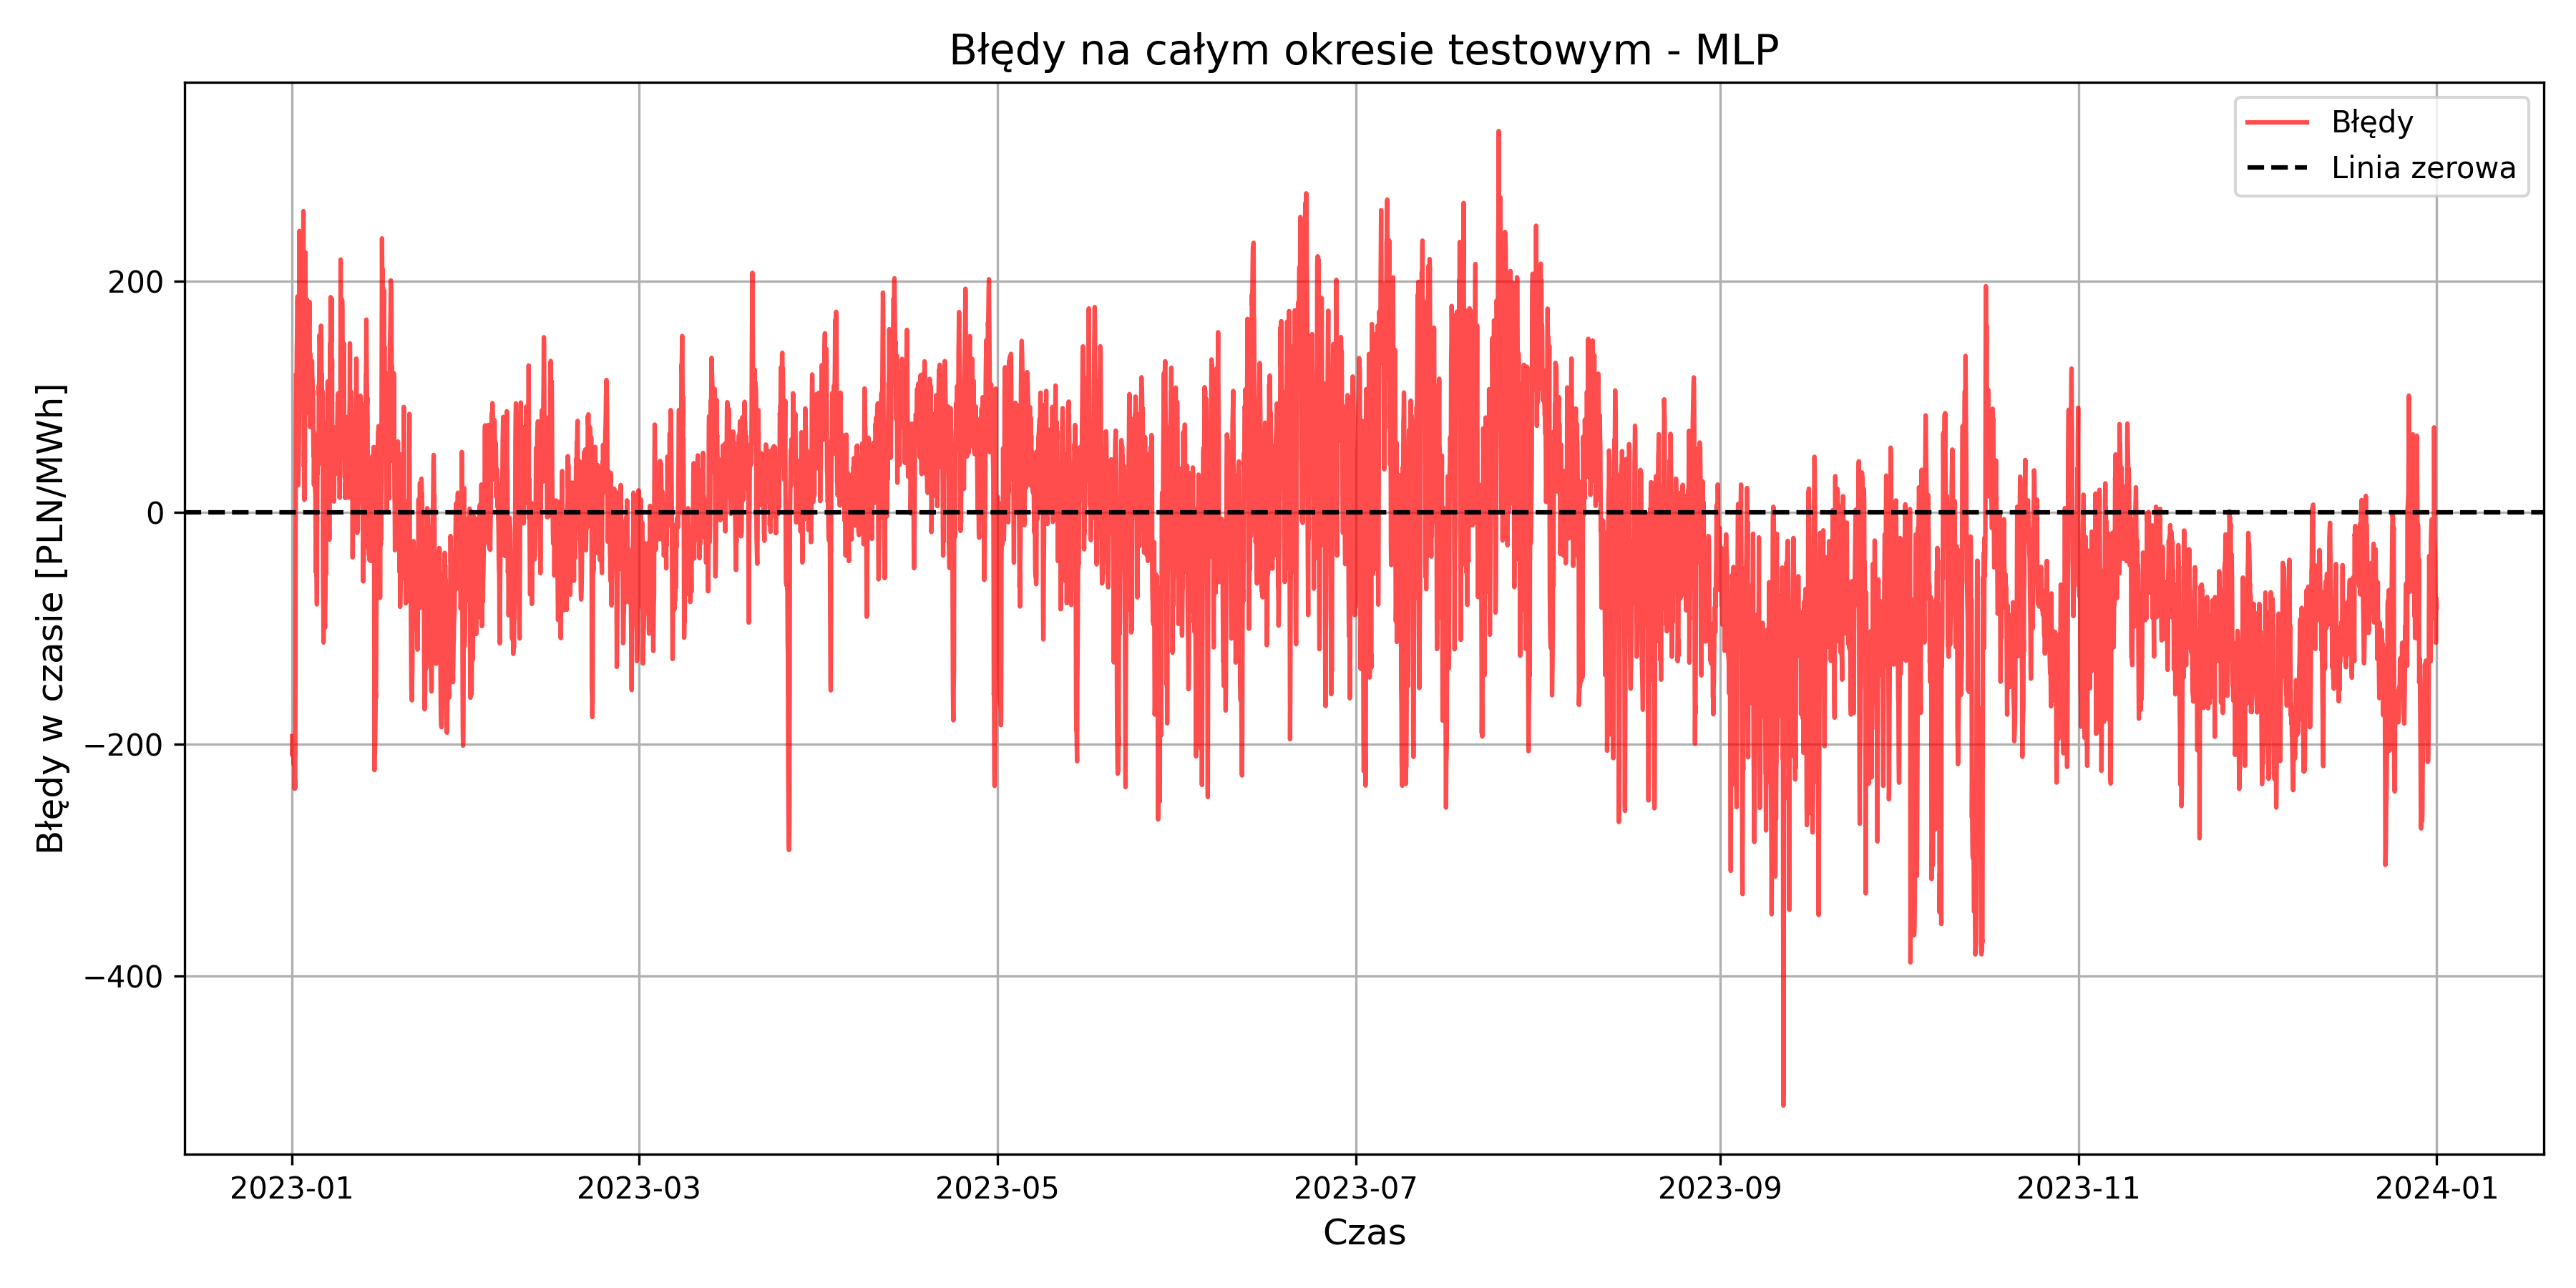 Błędy na całym okresie testowym - MLP
Błędy
Linia zerowa
Błędy w czasie [PLN/MWh]
200
0
−200
−400
2023-01
2023-03
2023-05
2023-07
2023-09
2023-11
2024-01
Czas